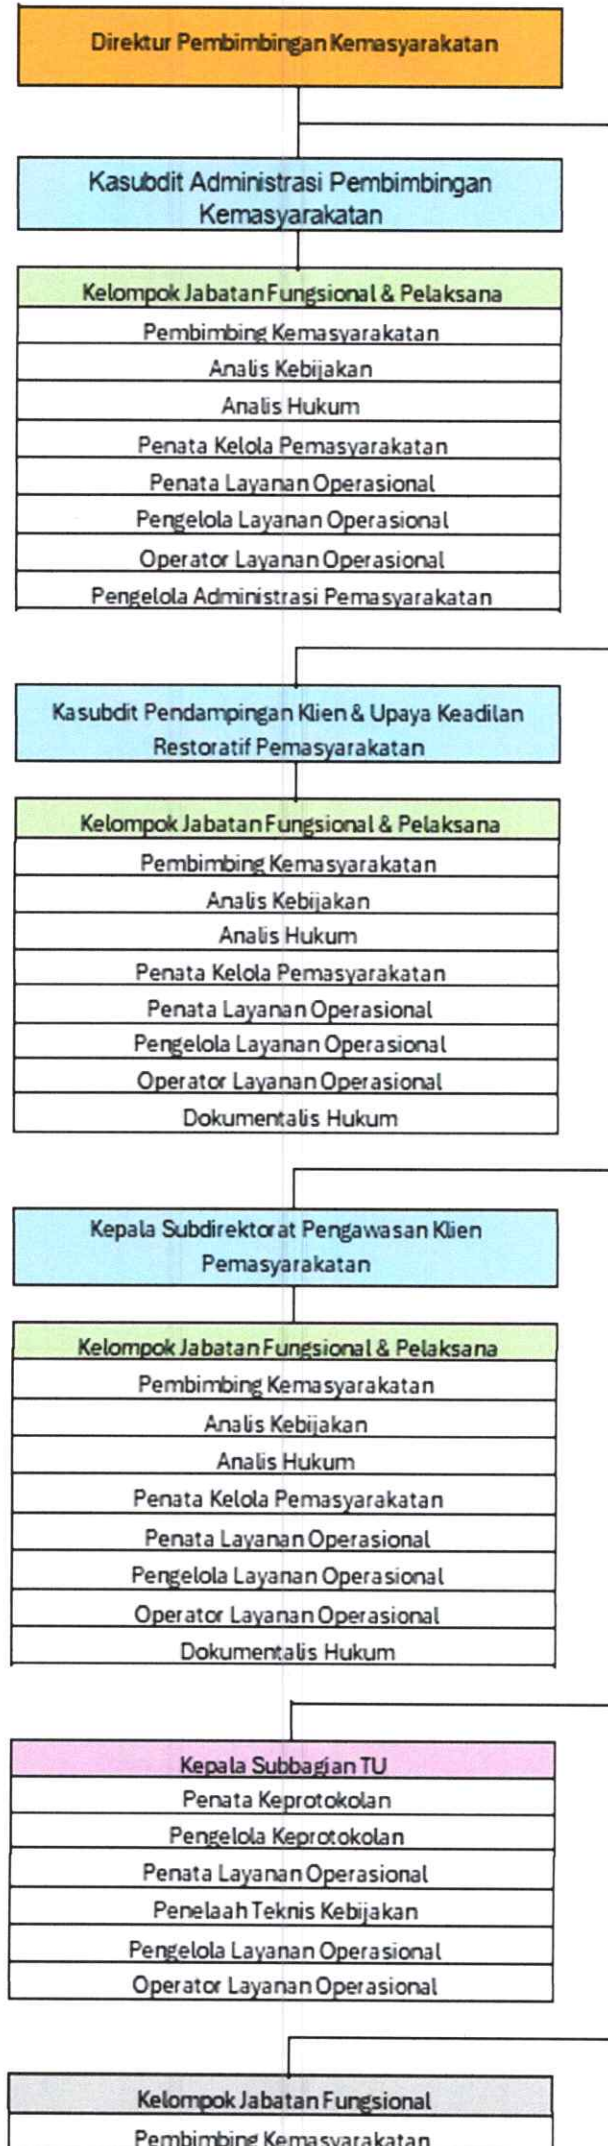 Direktur Pembimbingan Kemasyarakatan
Kasubdit Administrasi Pembimbingan
Kemasyarakatan
Kelompok Jabatan Fungsional & Pelaksana
Pembimbing Kemasyarakatan
Analis Kebijakan
Analis Hukum
Penata Kelola Pemasyarakatan
Penata Layanan Operasional
Pengelola Layanan Operasional
Operator Layanan Operasional
Pengelola Administrasi Pemasyarakatan
Kasubdit Pendampingan Klien & Upaya Keadilan
Restoratif Pemasyarakatan
Kelompok Jabatan Fungsional & Pelaksana
Pembimbing Kemasyarakatan
Analis Kebijakan
Analis Hukum
Penata Kelola Pemasyarakatan
Penata Layanan Operasional
Pengelola Layanan Operasional
Operator Layanan Operasional
Dokumentalis Hukum
Kepala Subdirektorat Pengawasan Klien
Pemasyarakatan
Kelompok Jabatan Fungsional & Pelaksana
Pembimbing Kemasyarakatan
Analis Kebijakan
Analis Hukum
Penata Kelola Pemasyarakatan
Penata Layanan Operasional
Pengelola Layanan Operasional
Operator Layanan Operasional
Dokumentalis Hukum
Kepala Subbagian TU
Penata Keprotokolan
Pengelola Keprotokolan
Penata Layanan Operasional
Penelaah Teknis Kebijakan
Pengelola Layanan Operasional
Operator Layanan Operasional
Kelompok Jabatan Fungsional
Pembimbing Kemasyarakatan